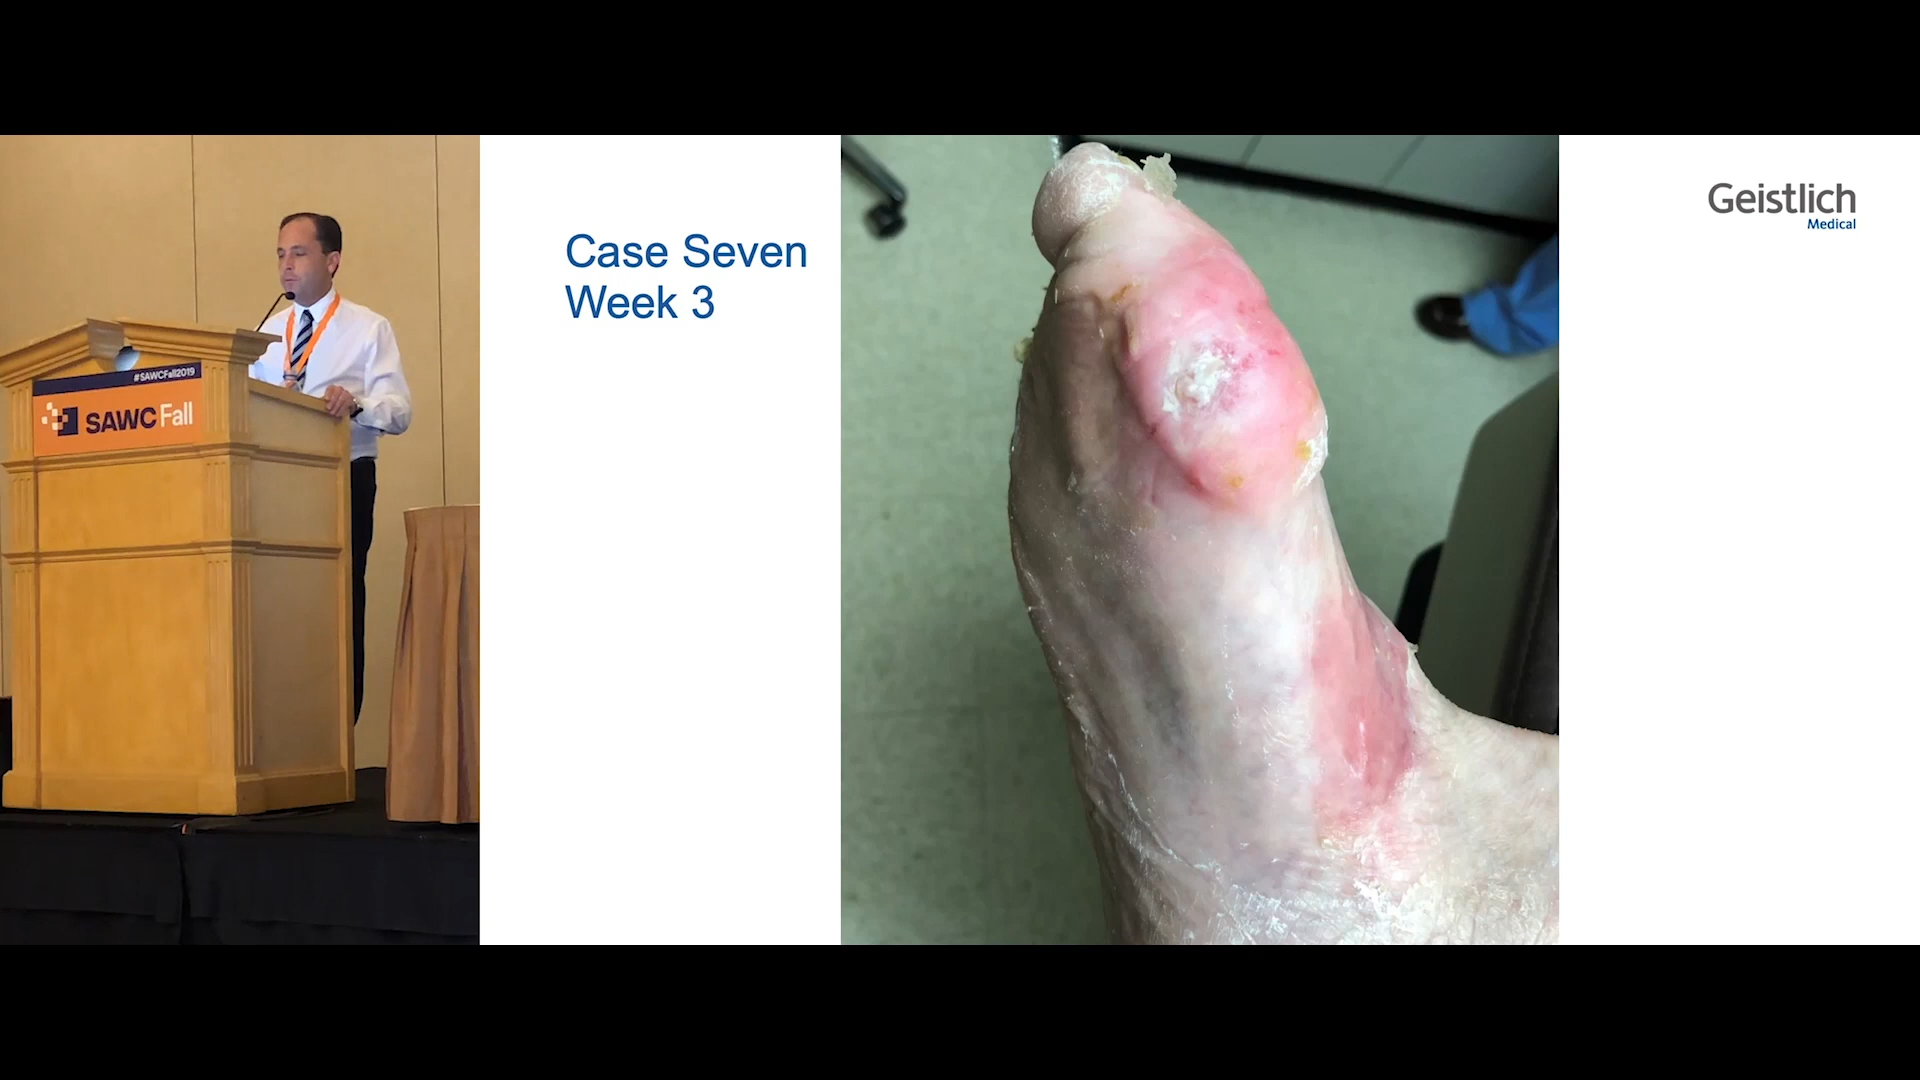 #SAWCFall2019
SAWC Fall
Case Seven
Week 3
Geistlich
Medical